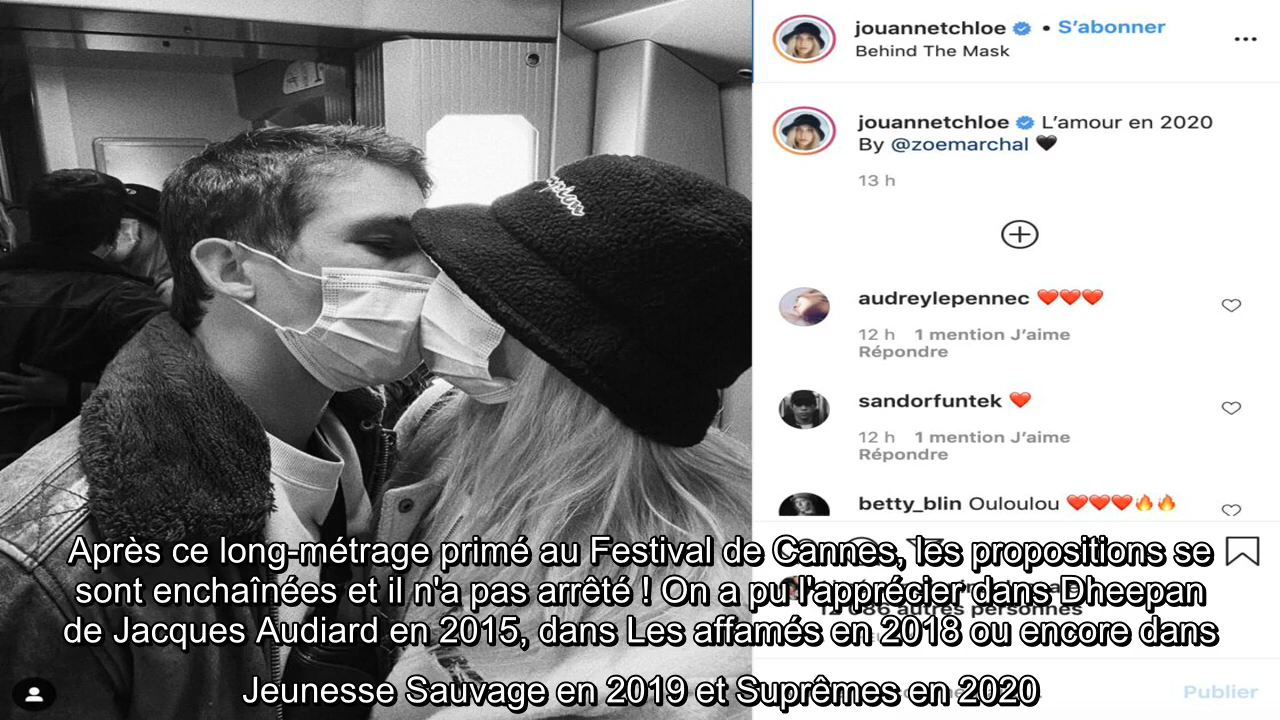 jouannetchloe • S'abonner
Behind The Mask
jouannetchloe L'amour en 2020
By @zoemarchal 🖤
13 h
audreylepennec ❤️❤️❤️
12 h 1 mention J'aime
Répondre
sandorfuntek ❤️
12 h 1 mention J'aime
Répondre
betty_blin Ouloulou ❤️❤️❤️🔥🔥
Après ce long-métrage primé au Festival de Cannes, les propositions se
sont enchaînées et il n'a pas arrêté ! On a pu l'apprécier dans Dheepan
autres personnes
de Jacques Audiard en 2015, dans Les affamés en 2018 ou encore dans
Jeunesse Sauvage en 2019 et Suprêmes en 2020
Publier